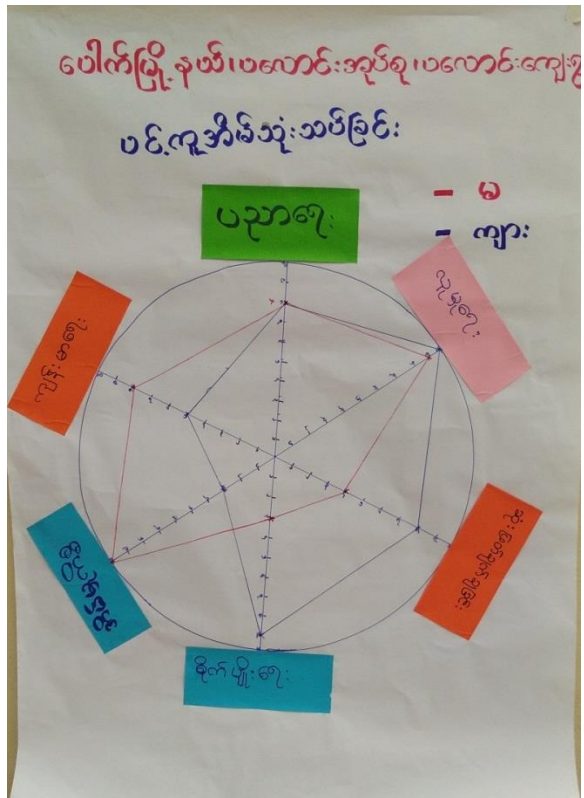 ပေါက်မြို့နယ်၊ပလောင်းအုပ်စု၊ပလောင်းကျေးရွ
ပင့်ကူအိမ်သုံးသပ်ခြင်း
- မ
- ကျား
ပညာရေး
လူမှုရေး
ကျန်းမာရေး
စိုက်ပျိုးရေး